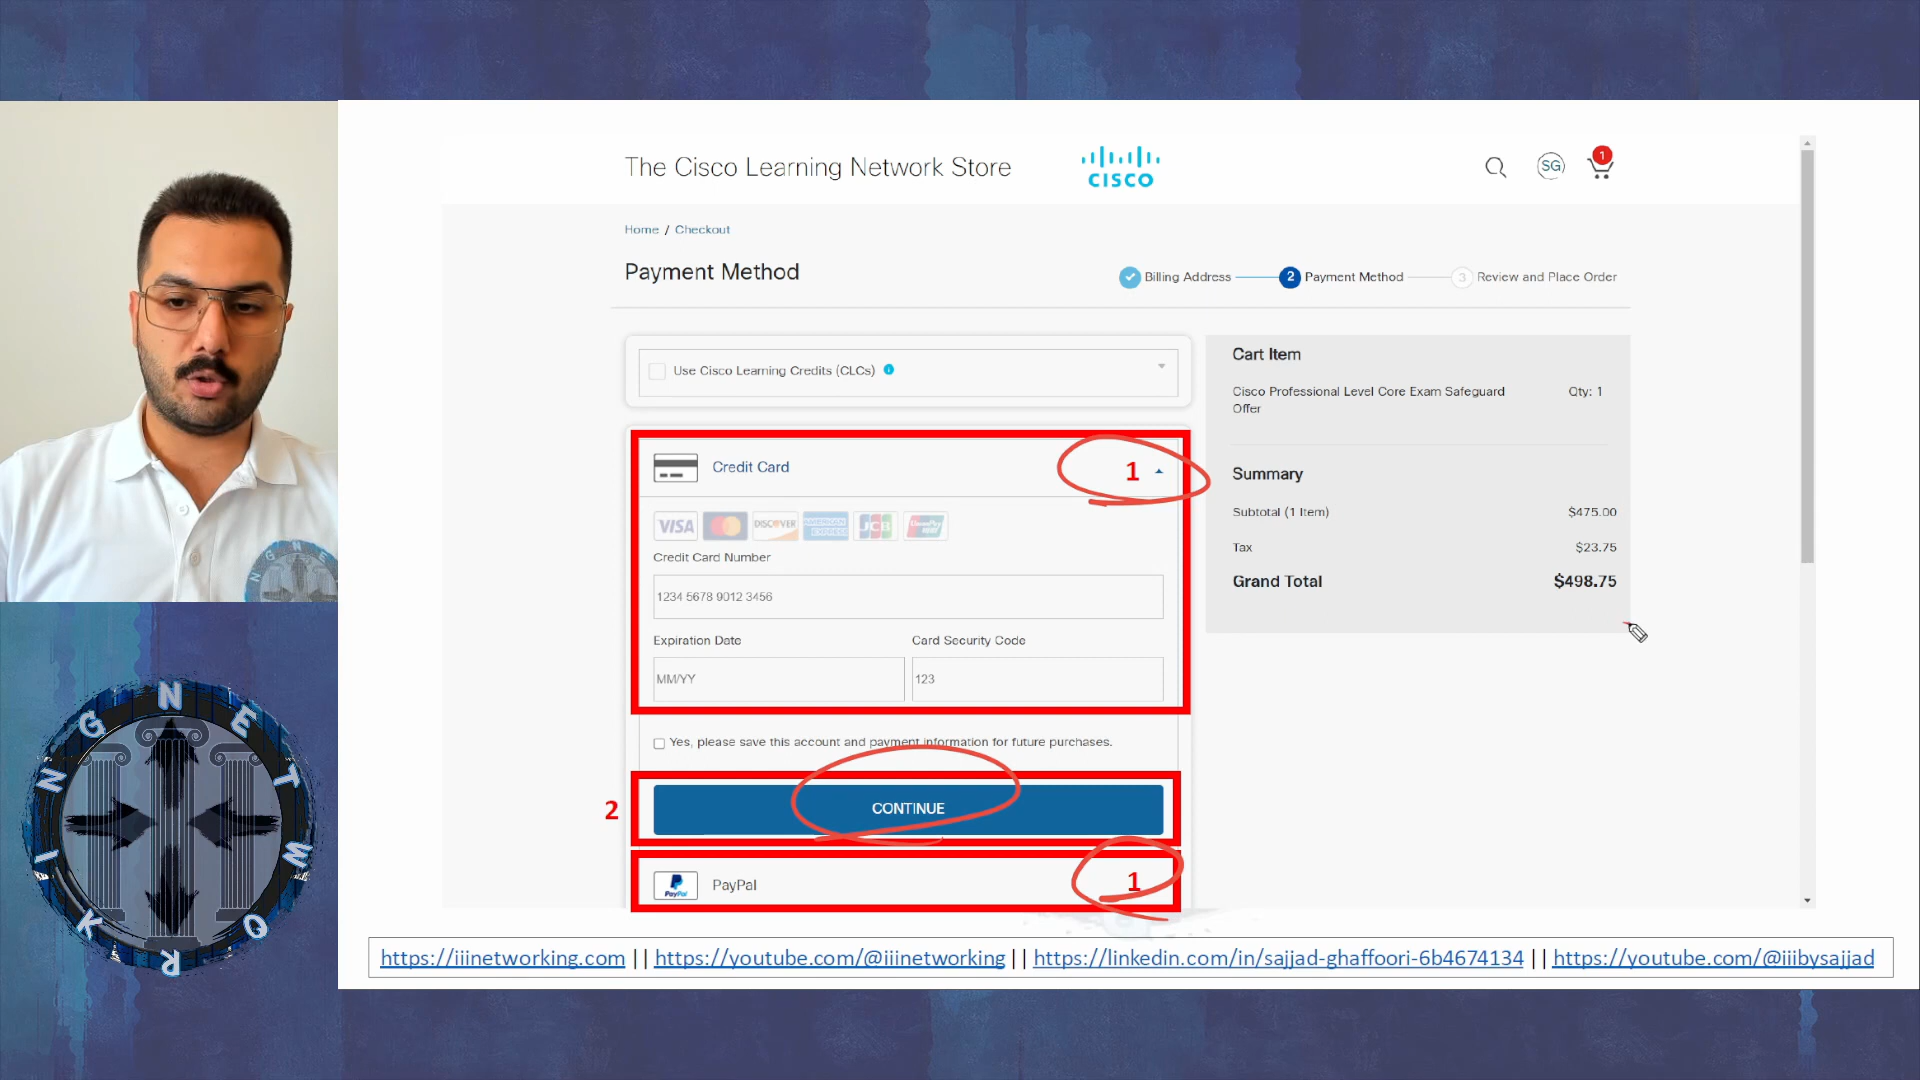 The Cisco Learning Network Store
CISCO
SG
1
Home / Checkout
Payment Method
Billing Address
2 Payment Method
3 Review and Place Order
Use Cisco Learning Credits (CLCs)
Credit Card
1
VISA
DISCOVER
AMERICAN EXPRESS
JCB
UnionPay
Credit Card Number
1234 5678 9012 3456
Expiration Date
Card Security Code
MM/YY
123
Yes, please save this account and payment information for future purchases.
2
CONTINUE
PayPal
PayPal
1
Cart Item
Cisco Professional Level Core Exam Safeguard
Offer
Qty: 1
Summary
Subtotal (1 Item)
$475.00
Tax
$23.75
Grand Total
$498.75
https://iiinetworking.com || https://youtube.com/@iiinetworking || https://linkedin.com/in/sajjad-ghaffoori-6b4674134 || https://youtube.com/@iiibysajjad
NETWORKING